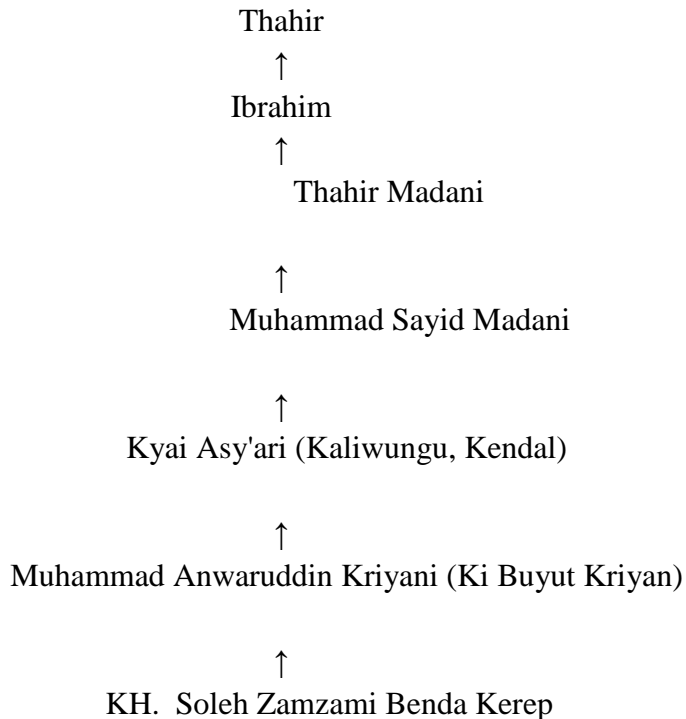 Thahir
↑
Ibrahim
↑
Thahir Madani
↑
Muhammad Sayid Madani
↑
Kyai Asy'ari (Kaliwungu, Kendal)
↑
Muhammad Anwaruddin Kriyani (Ki Buyut Kriyan)
↑
KH. Soleh Zamzami Benda Kerep